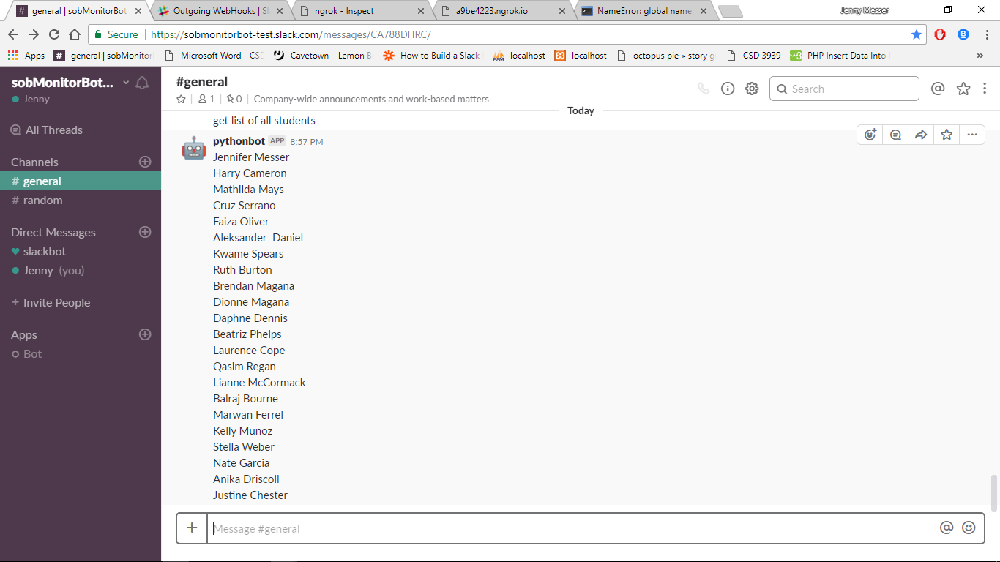 general | sobMonitorBot_
Outgoing WebHooks | Sl
ngrok - Inspect
a9be4223.ngrok.io
NameError: global name
Jenny Messer
Secure
https://sobmonitorbot-test.slack.com/messages/CA788DHRC/
Apps
general | sobMonitor
Microsoft Word - CSD
Cavetown – Lemon B
How to Build a Slack
localhost
localhost
octopus pie » story g
CSD 3939
PHP Insert Data Into
sobMonitorBot...
Jenny
All Threads
Channels
# general
# random
Direct Messages
slackbot
Jenny (you)
+ Invite People
Apps
Bot
#general
1
0
Company-wide announcements and work-based matters
Search
Today
get list of all students
pythonbot APP 8:57 PM
Jennifer Messer
Harry Cameron
Mathilda Mays
Cruz Serrano
Faiza Oliver
Aleksander  Daniel
Kwame Spears
Ruth Burton
Brendan Magana
Dionne Magana
Daphne Dennis
Beatriz Phelps
Laurence Cope
Qasim Regan
Lianne McCormack
Balraj Bourne
Marwan Ferrel
Kelly Munoz
Stella Weber
Nate Garcia
Anika Driscoll
Justine Chester
Message #general